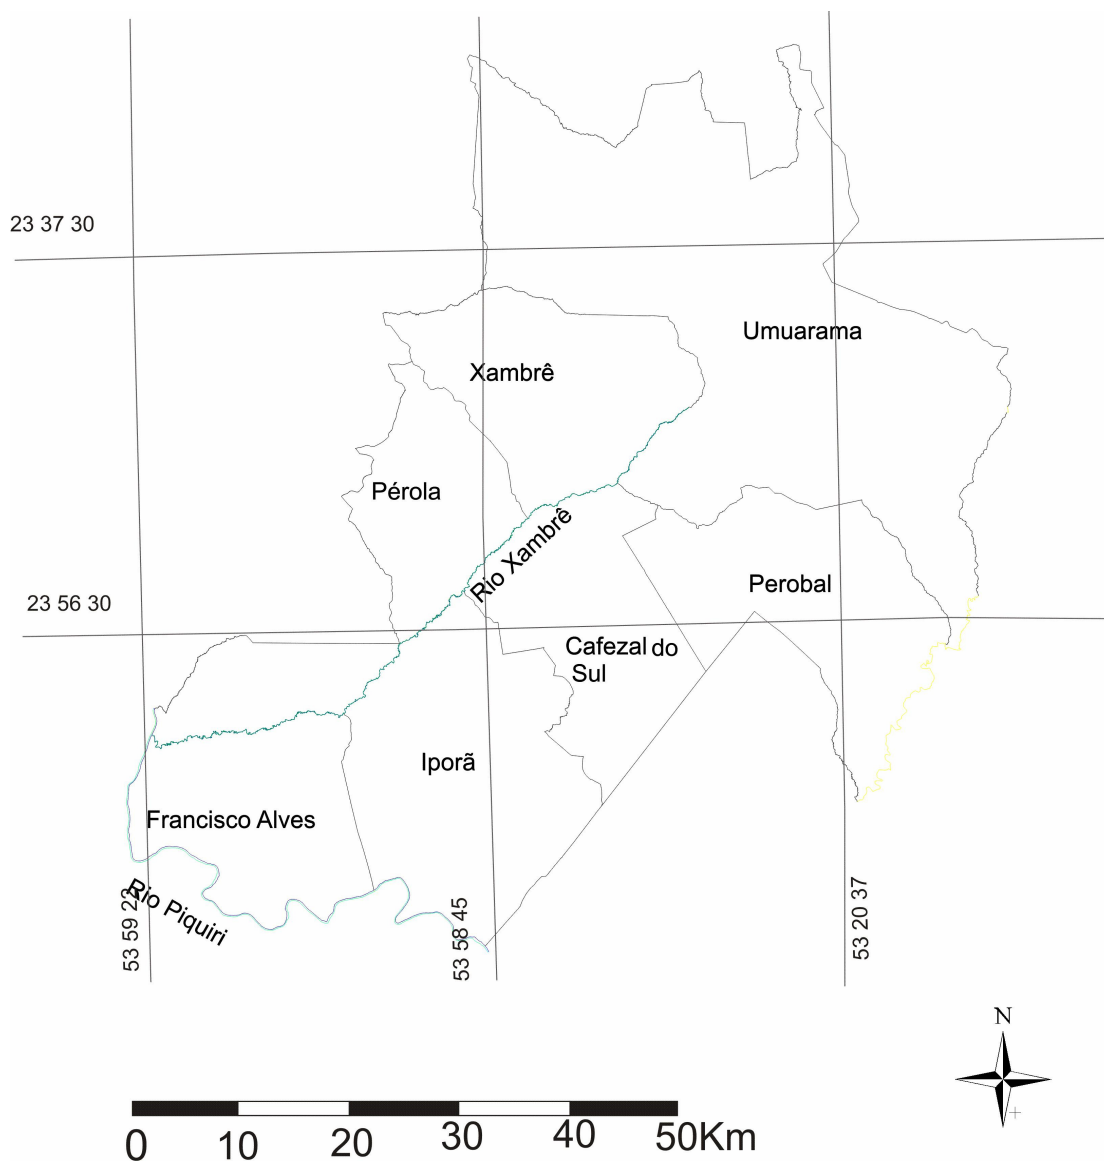 23 37 30
Umuarama
Xambrê
Pérola
Rio Xambrê
Perobal
23 56 30
Cafezal do
Sul
Iporã
Francisco Alves
Rio Piquiri
53 59 22
53 58 45
53 20 37
N
0 10 20 30 40 50Km